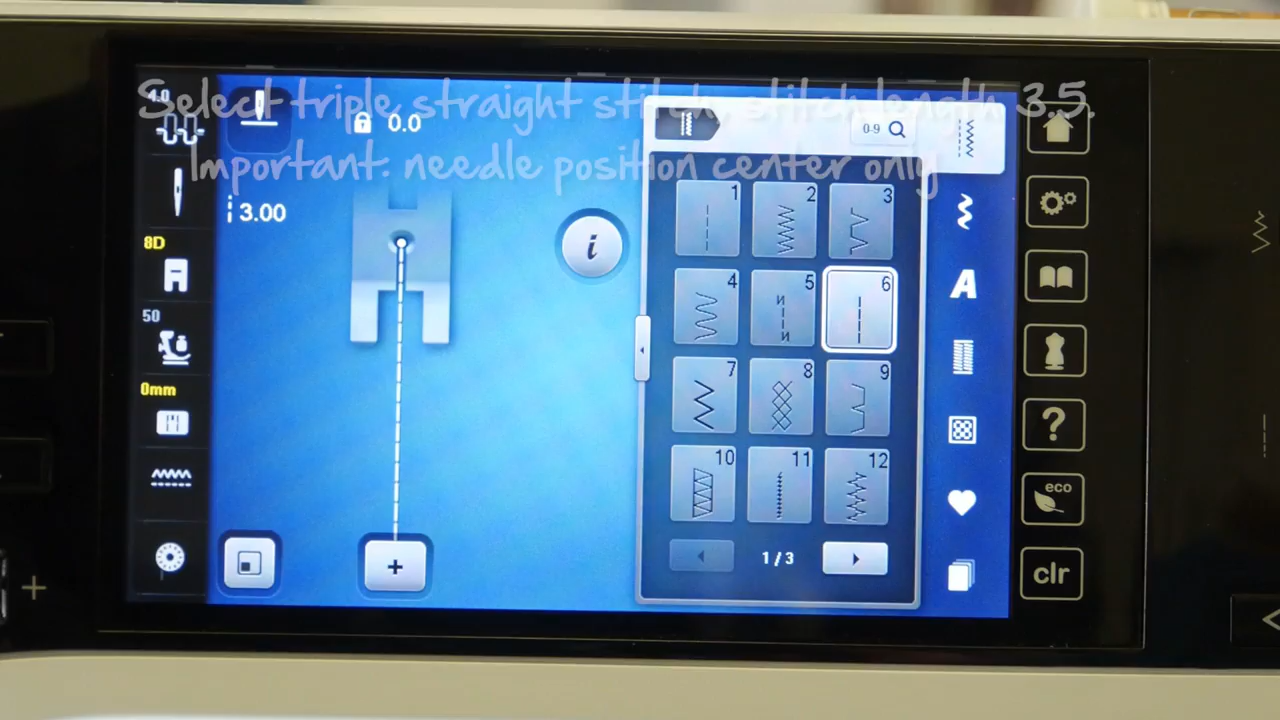 Select triple straight stitch, stitch length 3.5.
Important: needle position center only
4.0
0.0
0-9
3.00
i
8D
50
0mm
1
2
3
4
5
6
7
8
9
10
11
12
1/3
+
A
?
eco
clr
+